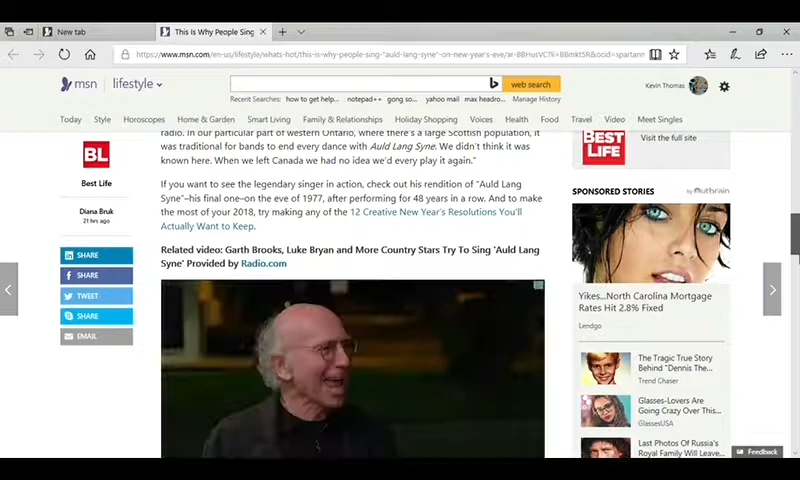 New tab
This Is Why People Sing
https://www.msn.com/en-us/lifestyle/whats-hot/this-is-why-people-sing-"auld-lang-syne"-on-new-years-eve/ar-BBHusVC?li=BBmkt5R&ocid=spartann
msn
lifestyle
web search
Kevin Thomas
Recent Searches: how to get help... notepad++ gong so... yahoo mail max headro... Manage History
Today Style Horoscopes Home & Garden Smart Living Family & Relationships Holiday Shopping Voices Health Food Travel Video Meet Singles
radio. In our particular part of western Ontario, where there's a large Scottish population, it
was traditional for bands to end every dance with Auld Lang Syne. We didn't think it was
known here. When we left Canada we had no idea we'd every play it again."
If you want to see the legendary singer in action, check out his rendition of "Auld Lang
Syne"–his final one–on the eve of 1977, after performing for 48 years in a row. And to make
the most of your 2018, try making any of the 12 Creative New Year's Resolutions You'll
Actually Want to Keep.
Related video: Garth Brooks, Luke Bryan and More Country Stars Try To Sing 'Auld Lang
Syne' Provided by Radio.com
BL
Best Life
Diana Bruk
21 hrs ago
SHARE
SHARE
TWEET
SHARE
EMAIL
BEST
LIFE
Visit the full site
SPONSORED STORIES
by Outbrain
Yikes...North Carolina Mortgage
Rates Hit 2.8% Fixed
Lendgo
The Tragic True Story
Behind "Dennis The...
Trend Chaser
Glasses-Lovers Are
Going Crazy Over This...
GlassesUSA
Last Photos Of Russia's
Royal Family Will Leave...
Feedback